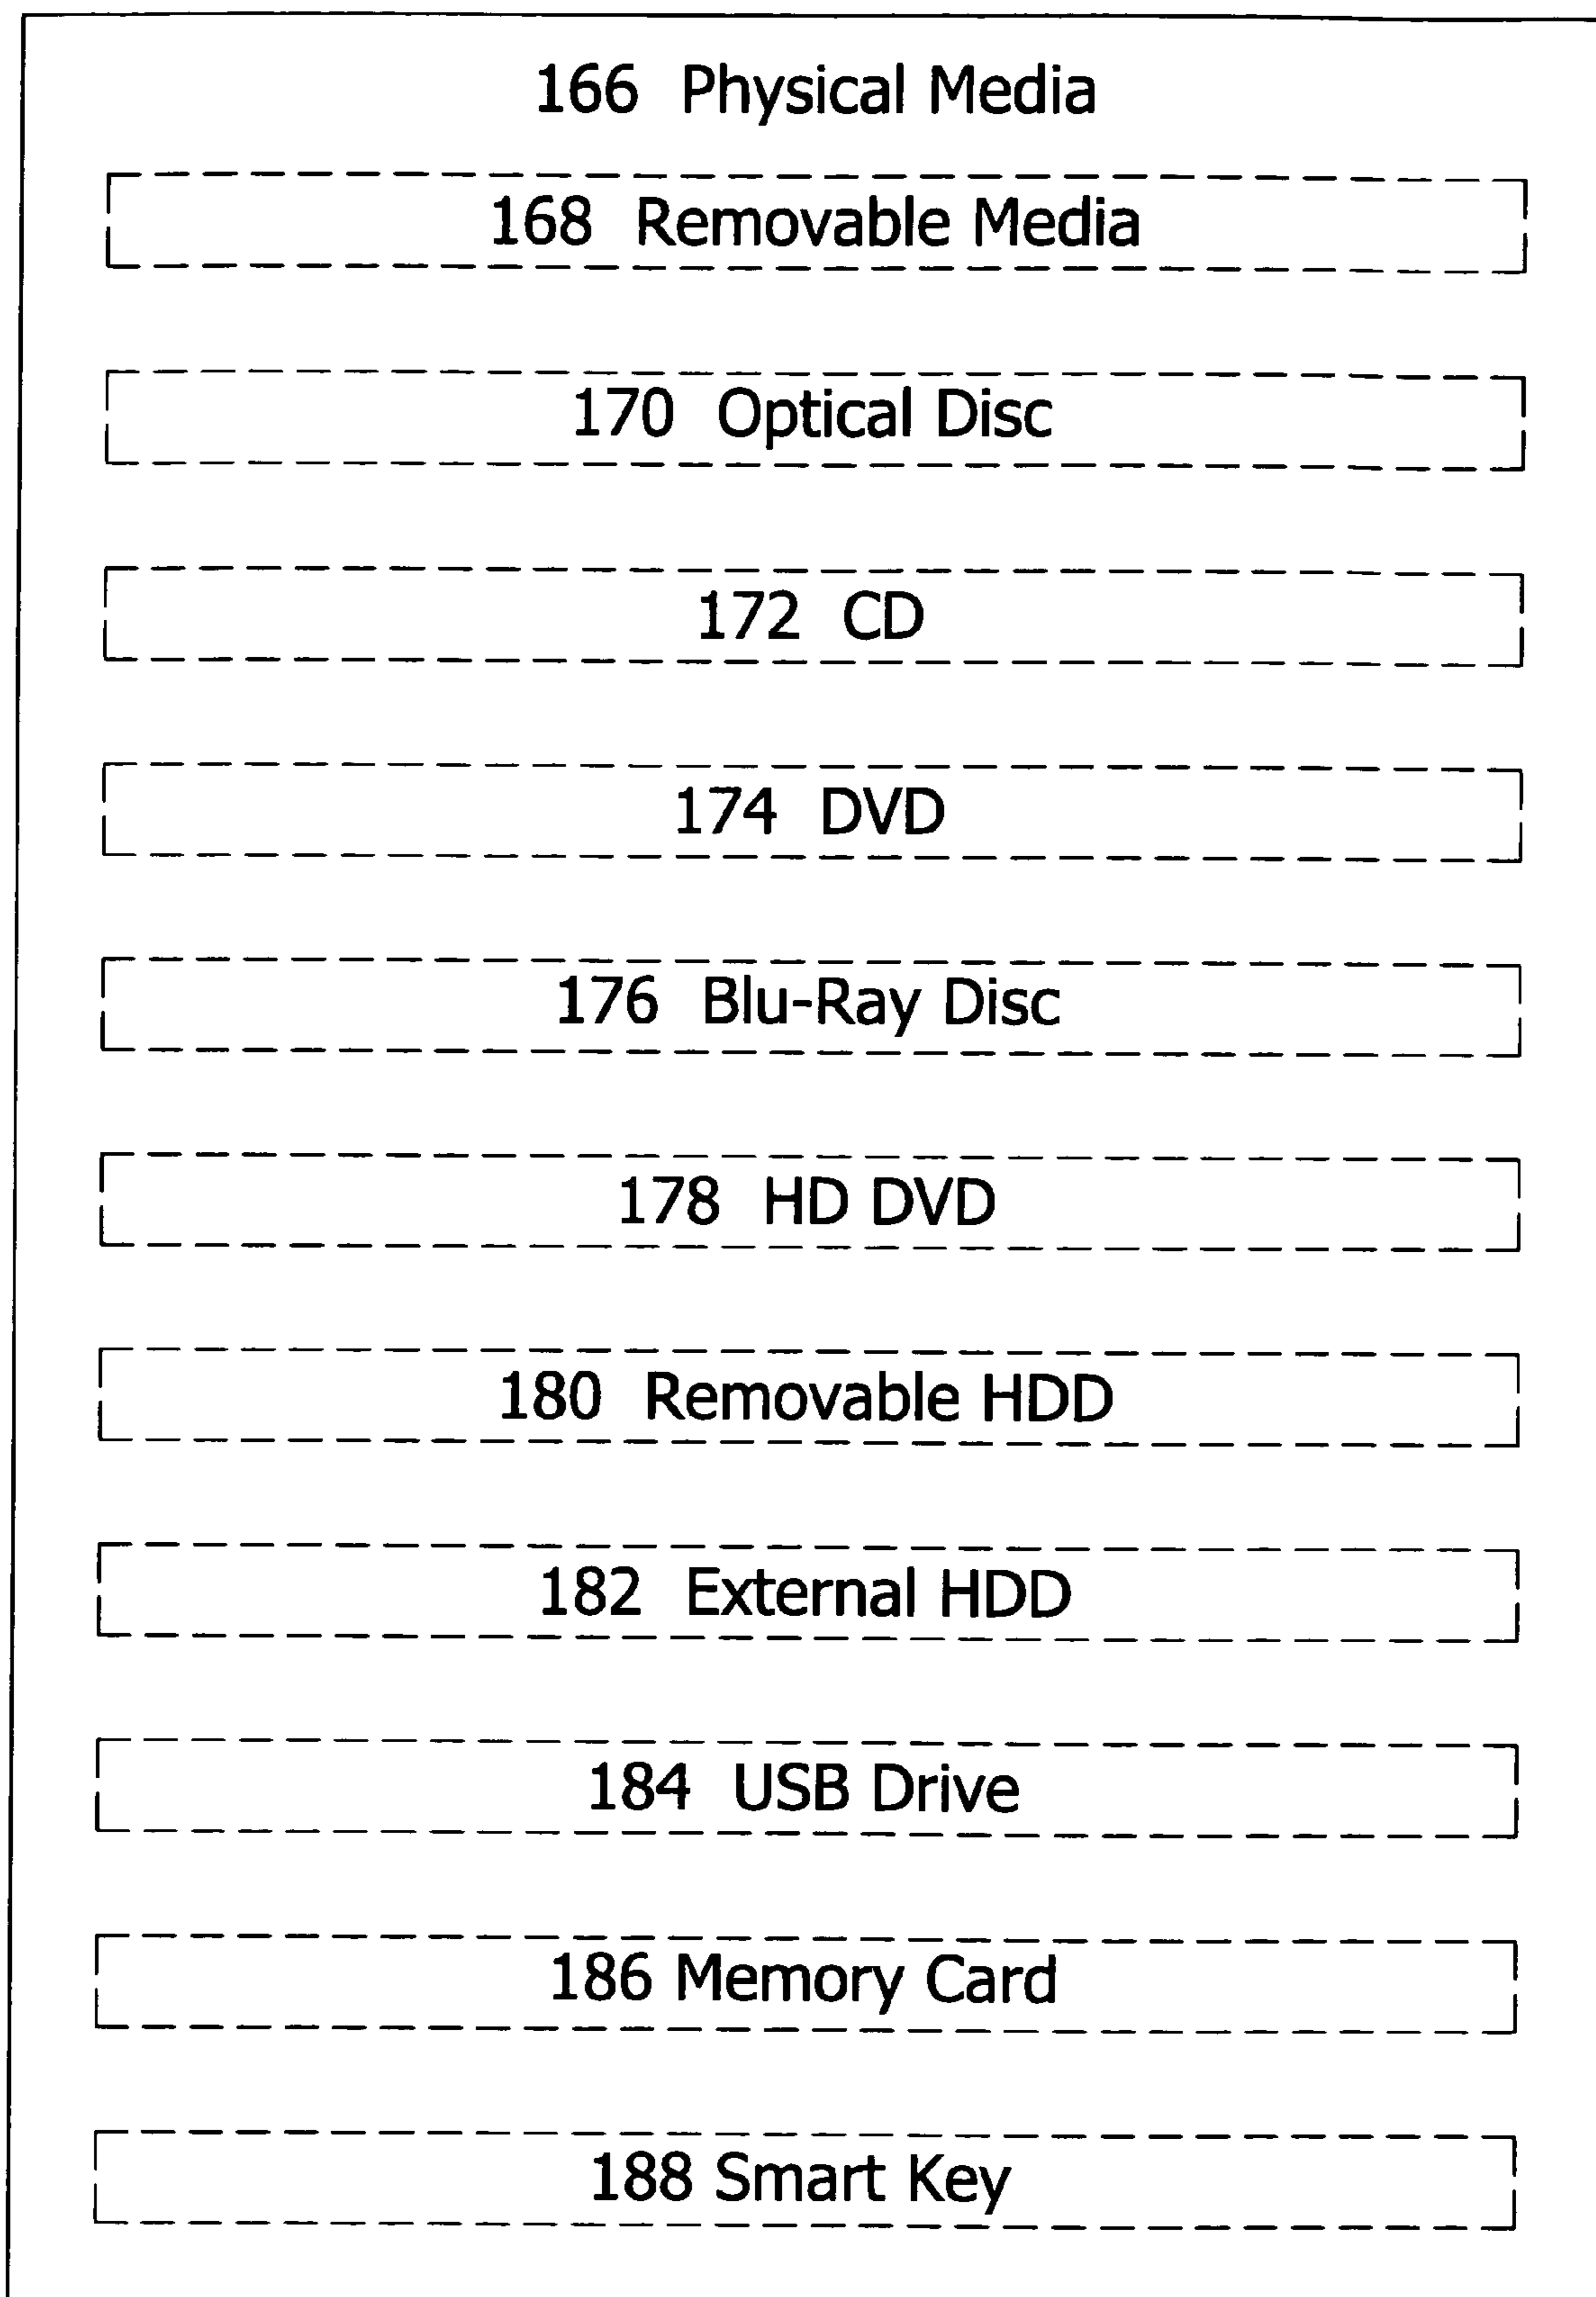 166 Physical Media
168 Removable Media
170 Optical Disc
172 CD
174 DVD
176 Blu-Ray Disc
178 HD DVD
180 Removable HDD
182 External HDD
184 USB Drive
186 Memory Card
188 Smart Key